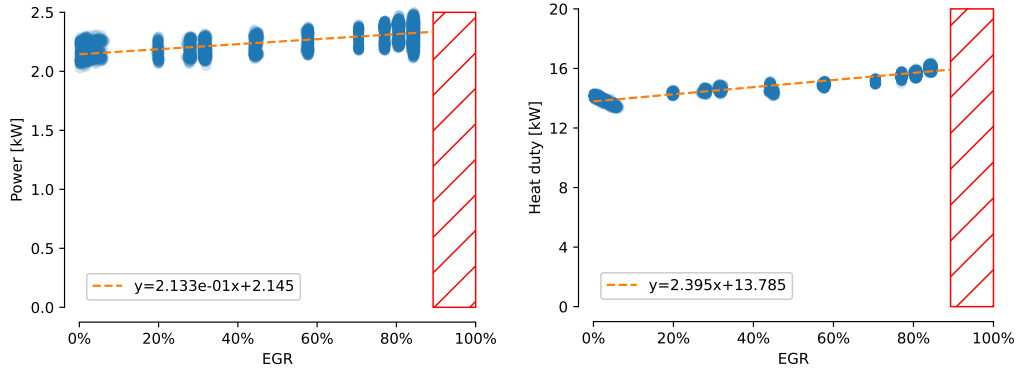 2.5
2.0
1.5
1.0
0.5
0.0
Power [kW]
y=2.133e-01x+2.145
0% 20% 40% 60% 80% 100%
EGR
20
16
12
8
4
0
Heat duty [kW]
y=2.395x+13.785
0% 20% 40% 60% 80% 100%
EGR